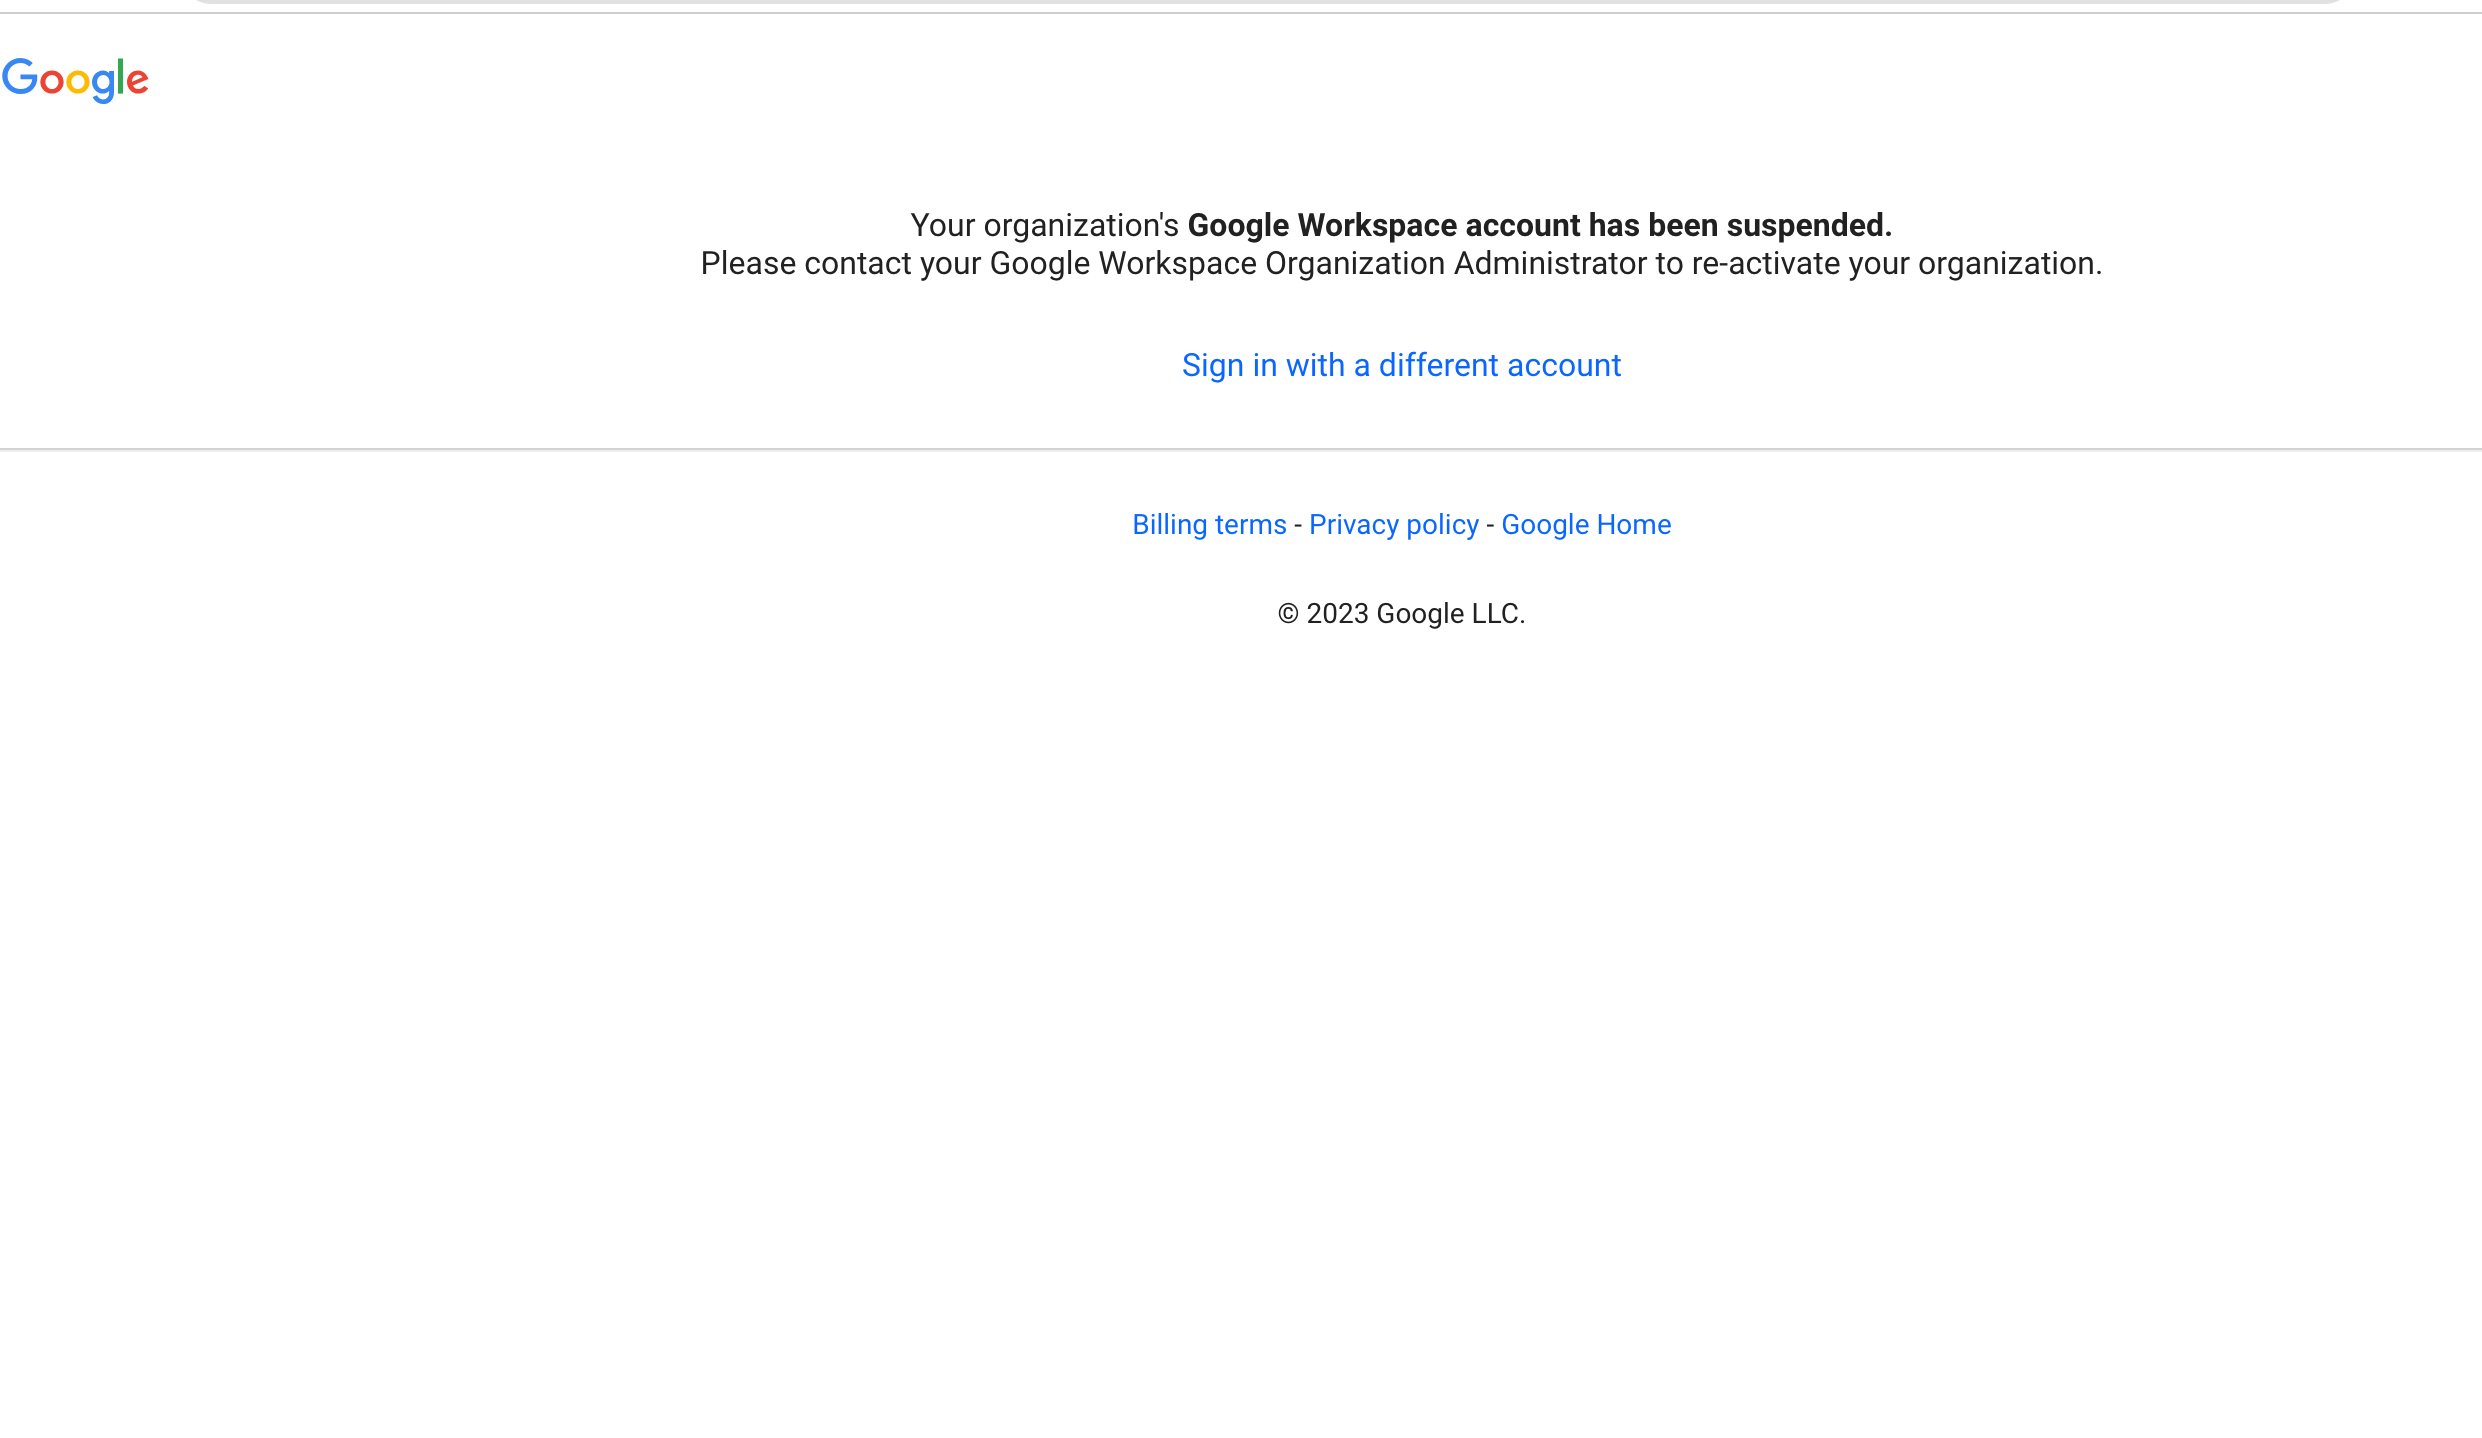 Google
Your organization's Google Workspace account has been suspended.
Please contact your Google Workspace Organization Administrator to re-activate your organization.
Sign in with a different account
Billing terms - Privacy policy - Google Home
© 2023 Google LLC.